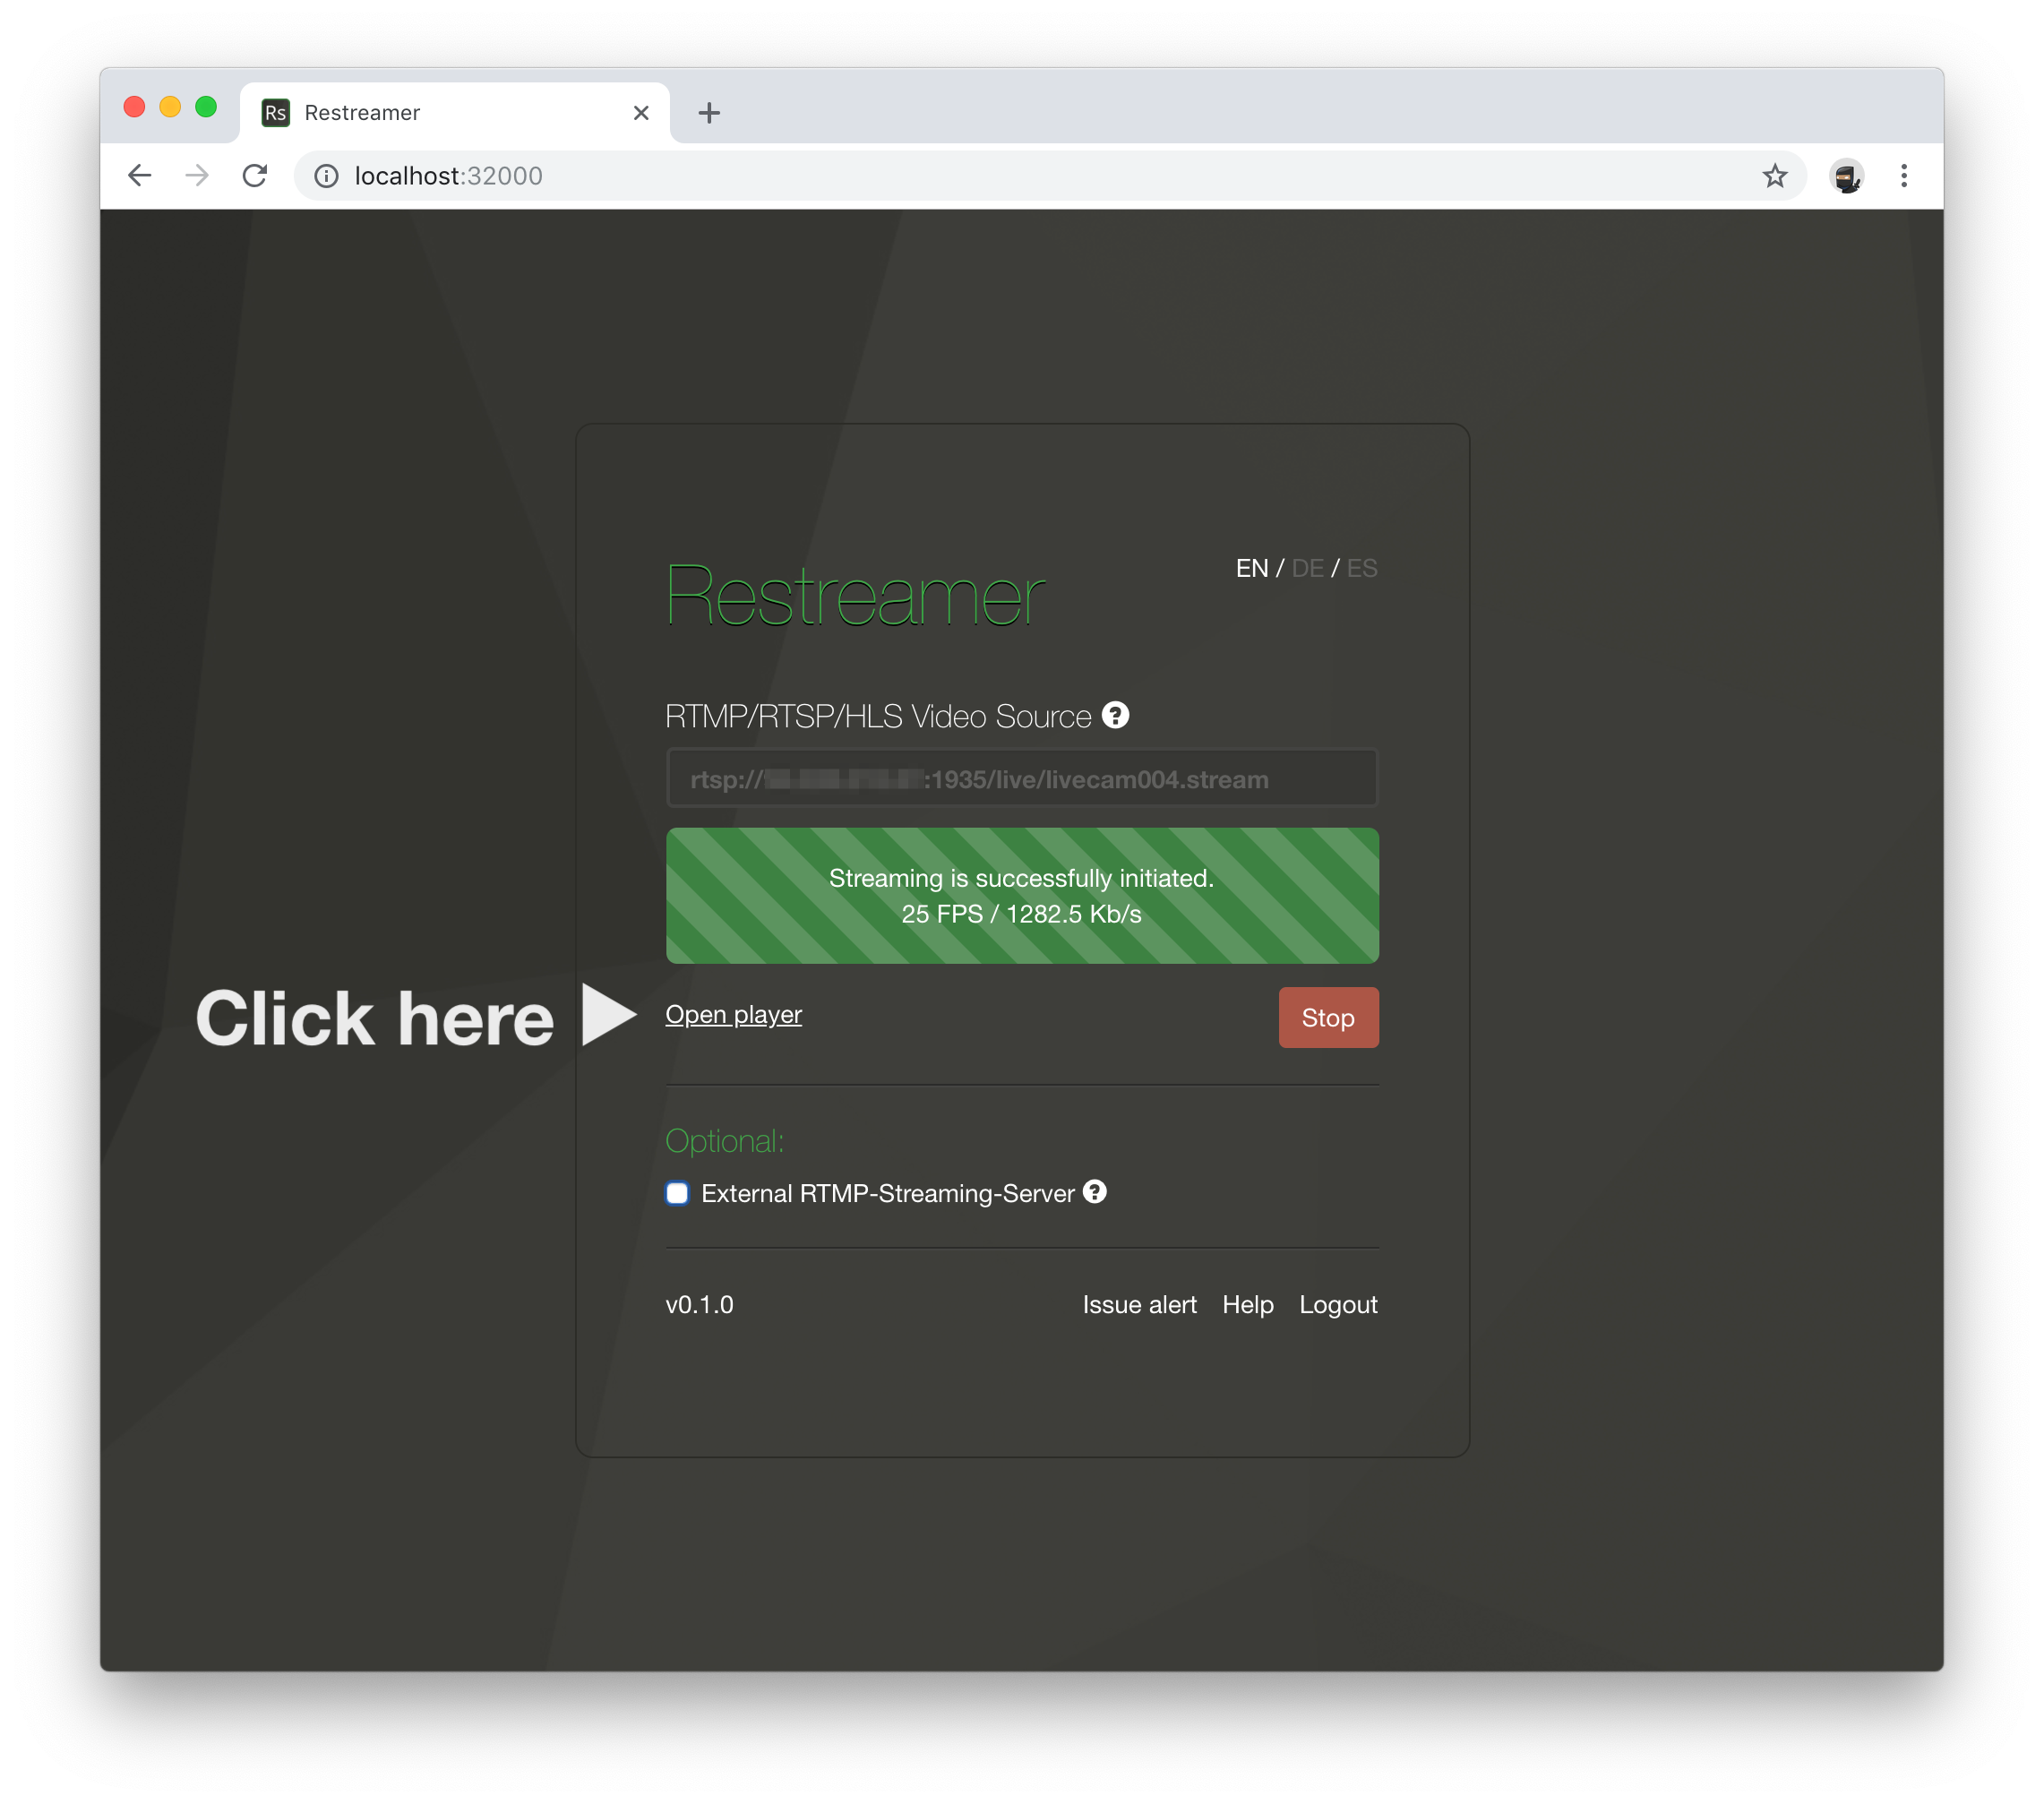 Rs Restreamer
localhost:32000
Restreamer
EN / DE / ES
RTMP/RTSP/HLS Video Source ?
rtsp:// :1935/live/livecam004.stream
Streaming is successfully initiated.
25 FPS / 1282.5 Kb/s
Click here Open player Stop
Optional:
External RTMP-Streaming-Server ?
v0.1.0 Issue alert Help Logout